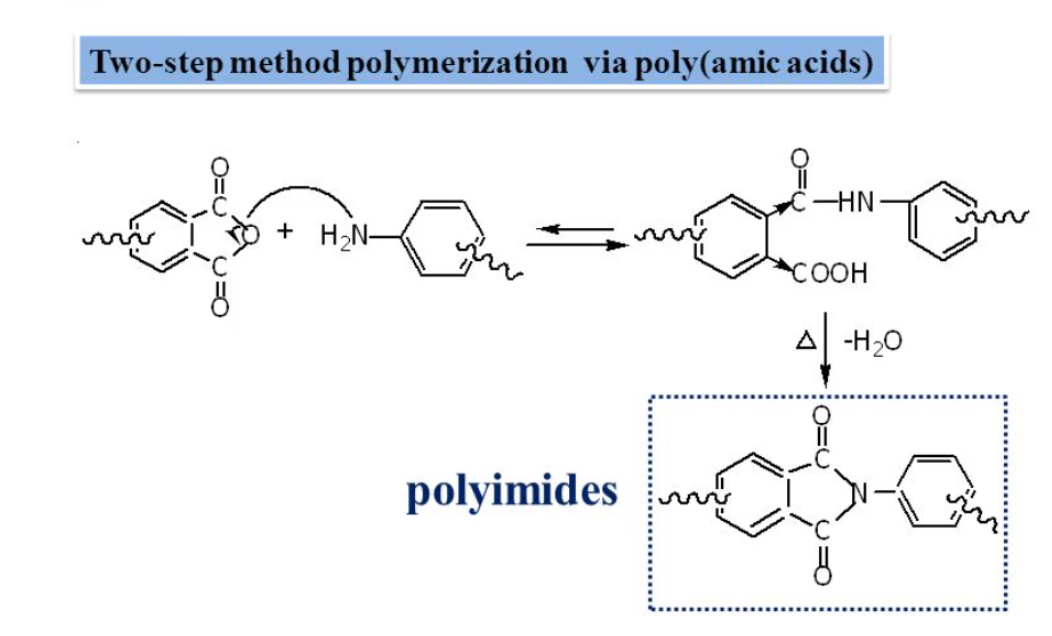 Two-step method polymerization via poly(amic acids)
O
C
O + H₂N
C
O
O
C—HN
COOH
Δ -H₂O
polyimides
O
C
N
C
O